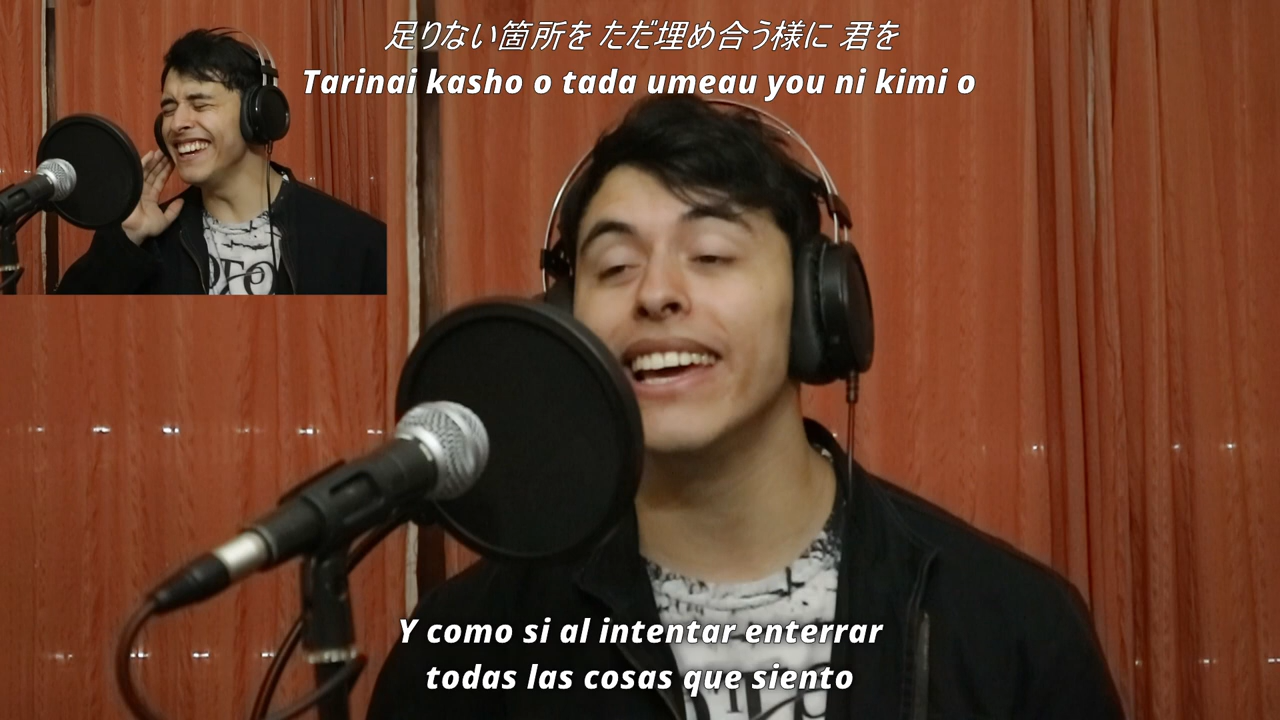 足りない箇所を ただ埋め合う様に 君を
Tarinai kasho o tada umeau you ni kimi o
Y como si al intentar enterrar
todas las cosas que siento